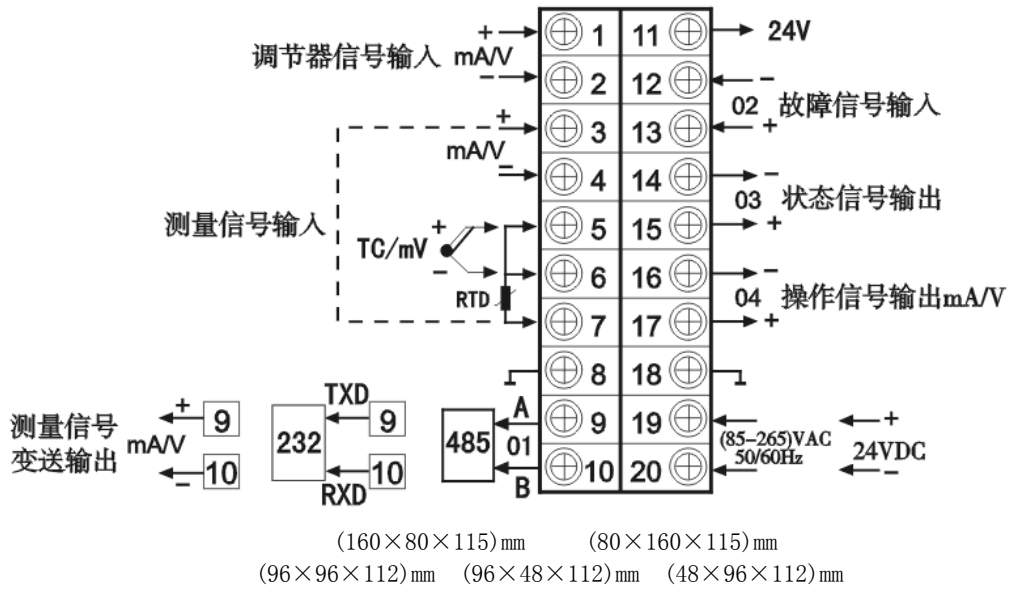 +
调节器信号输入 mA/V
−
+
mA/V
−
测量信号输入
+
TC/mV
−
RTD
1 11
2 12
3 13
4 14
5 15
6 16
7 17
8 18
9 19
10 20
24V
−
02 故障信号输入
+
−
03 状态信号输出
+
−
04 操作信号输出mA/V
+
测量信号
变送输出
+
mA/V
−
9
10
232
TXD
9
10
RXD
485
A
01
B
(85-265)VAC
50/60Hz
+
24VDC
−
(160×80×115)mm (80×160×115)mm
(96×96×112)mm (96×48×112)mm (48×96×112)mm